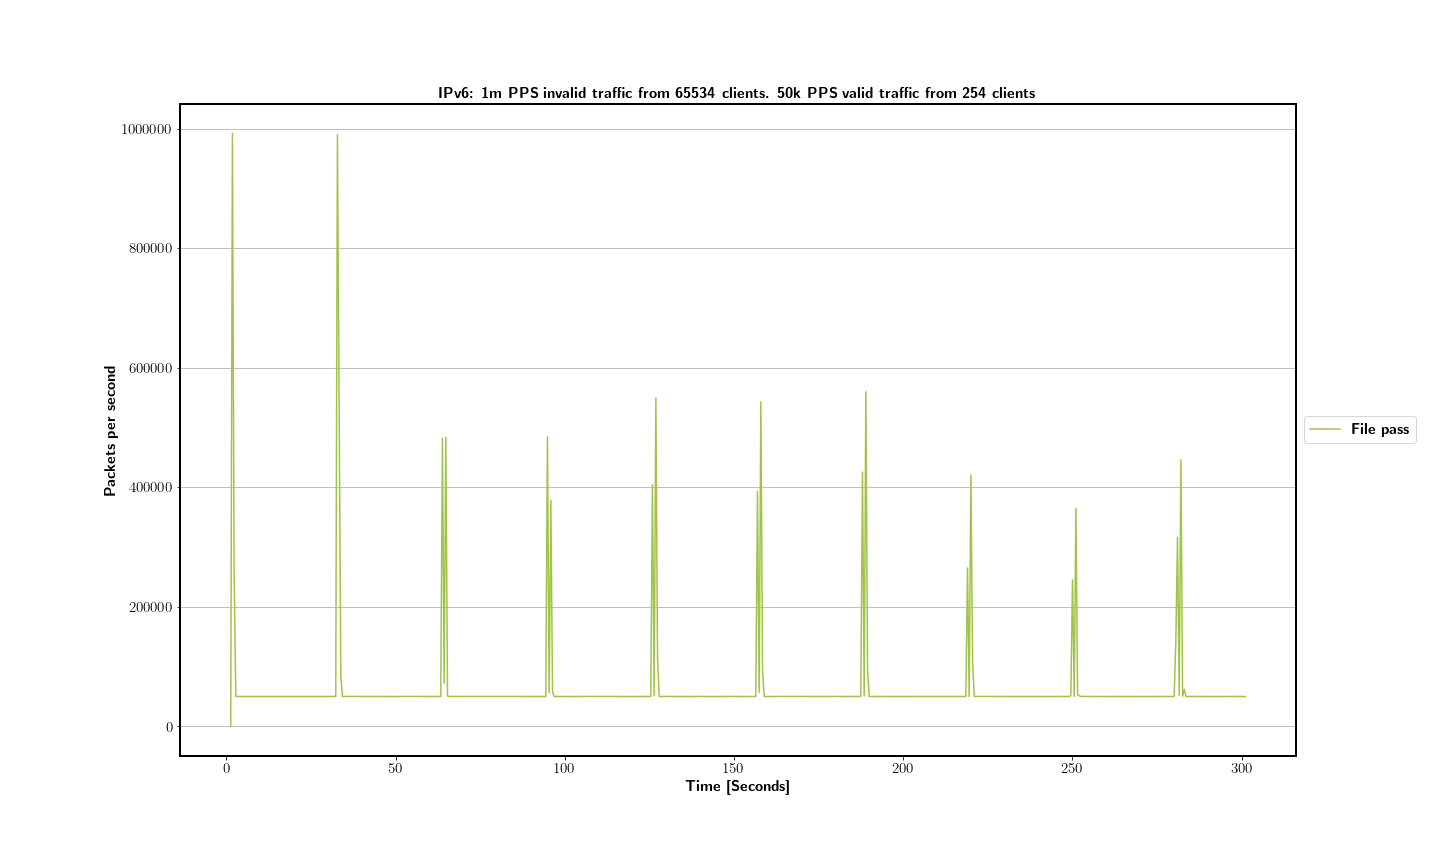 IPv6: 1m PPS invalid traffic from 65534 clients. 50k PPS valid traffic from 254 clients
1000000
800000
600000
400000
200000
0
Packets per second
File pass
0 50 100 150 200 250 300
Time [Seconds]